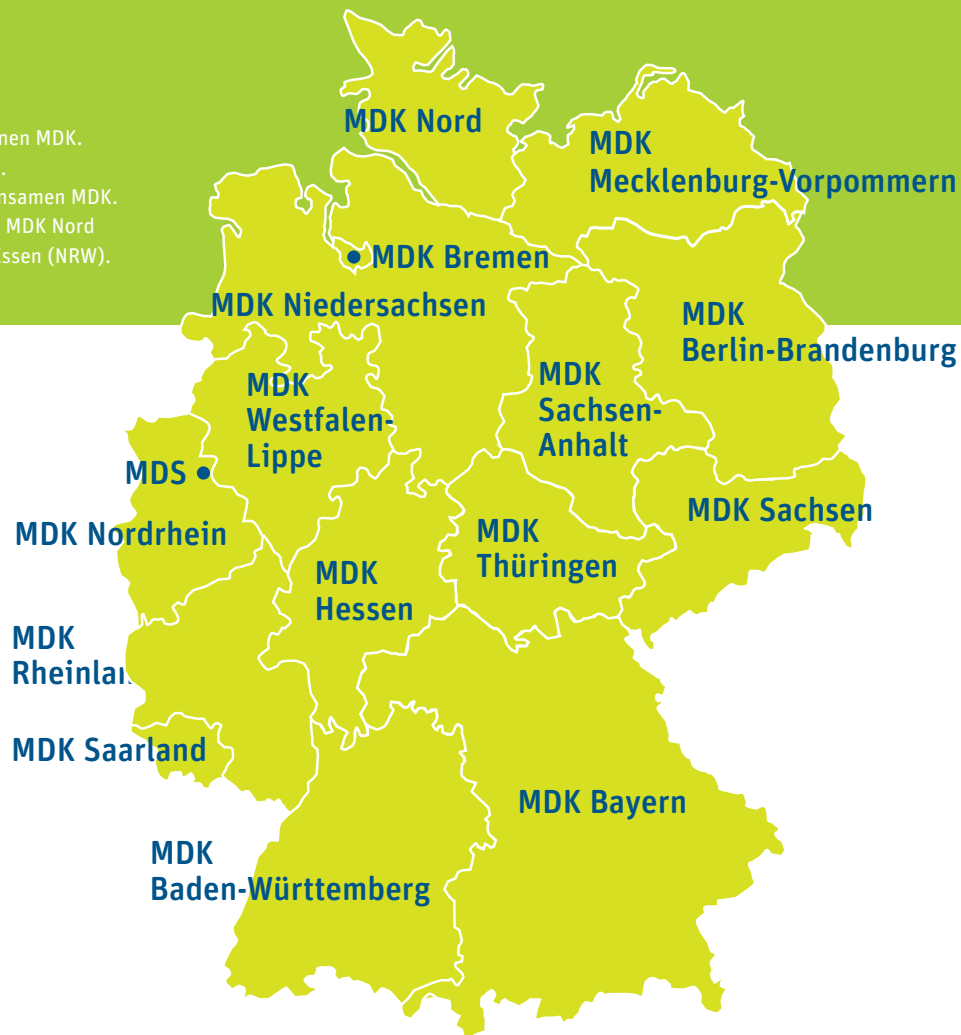 men MDK.
.
nsamen MDK.
MDK Nord
Essen (NRW).
MDK Nord
MDK
Mecklenburg-Vorpommern
MDK Bremen
MDK Niedersachsen
MDK
Berlin-Brandenburg
MDK
Sachsen-
Anhalt
MDK
Westfalen-
Lippe
MDS
MDK Nordrhein
MDK Sachsen
MDK
Thüringen
MDK
Hessen
MDK
MDK Saarland
MDK Bayern
MDK
Baden-Württemberg